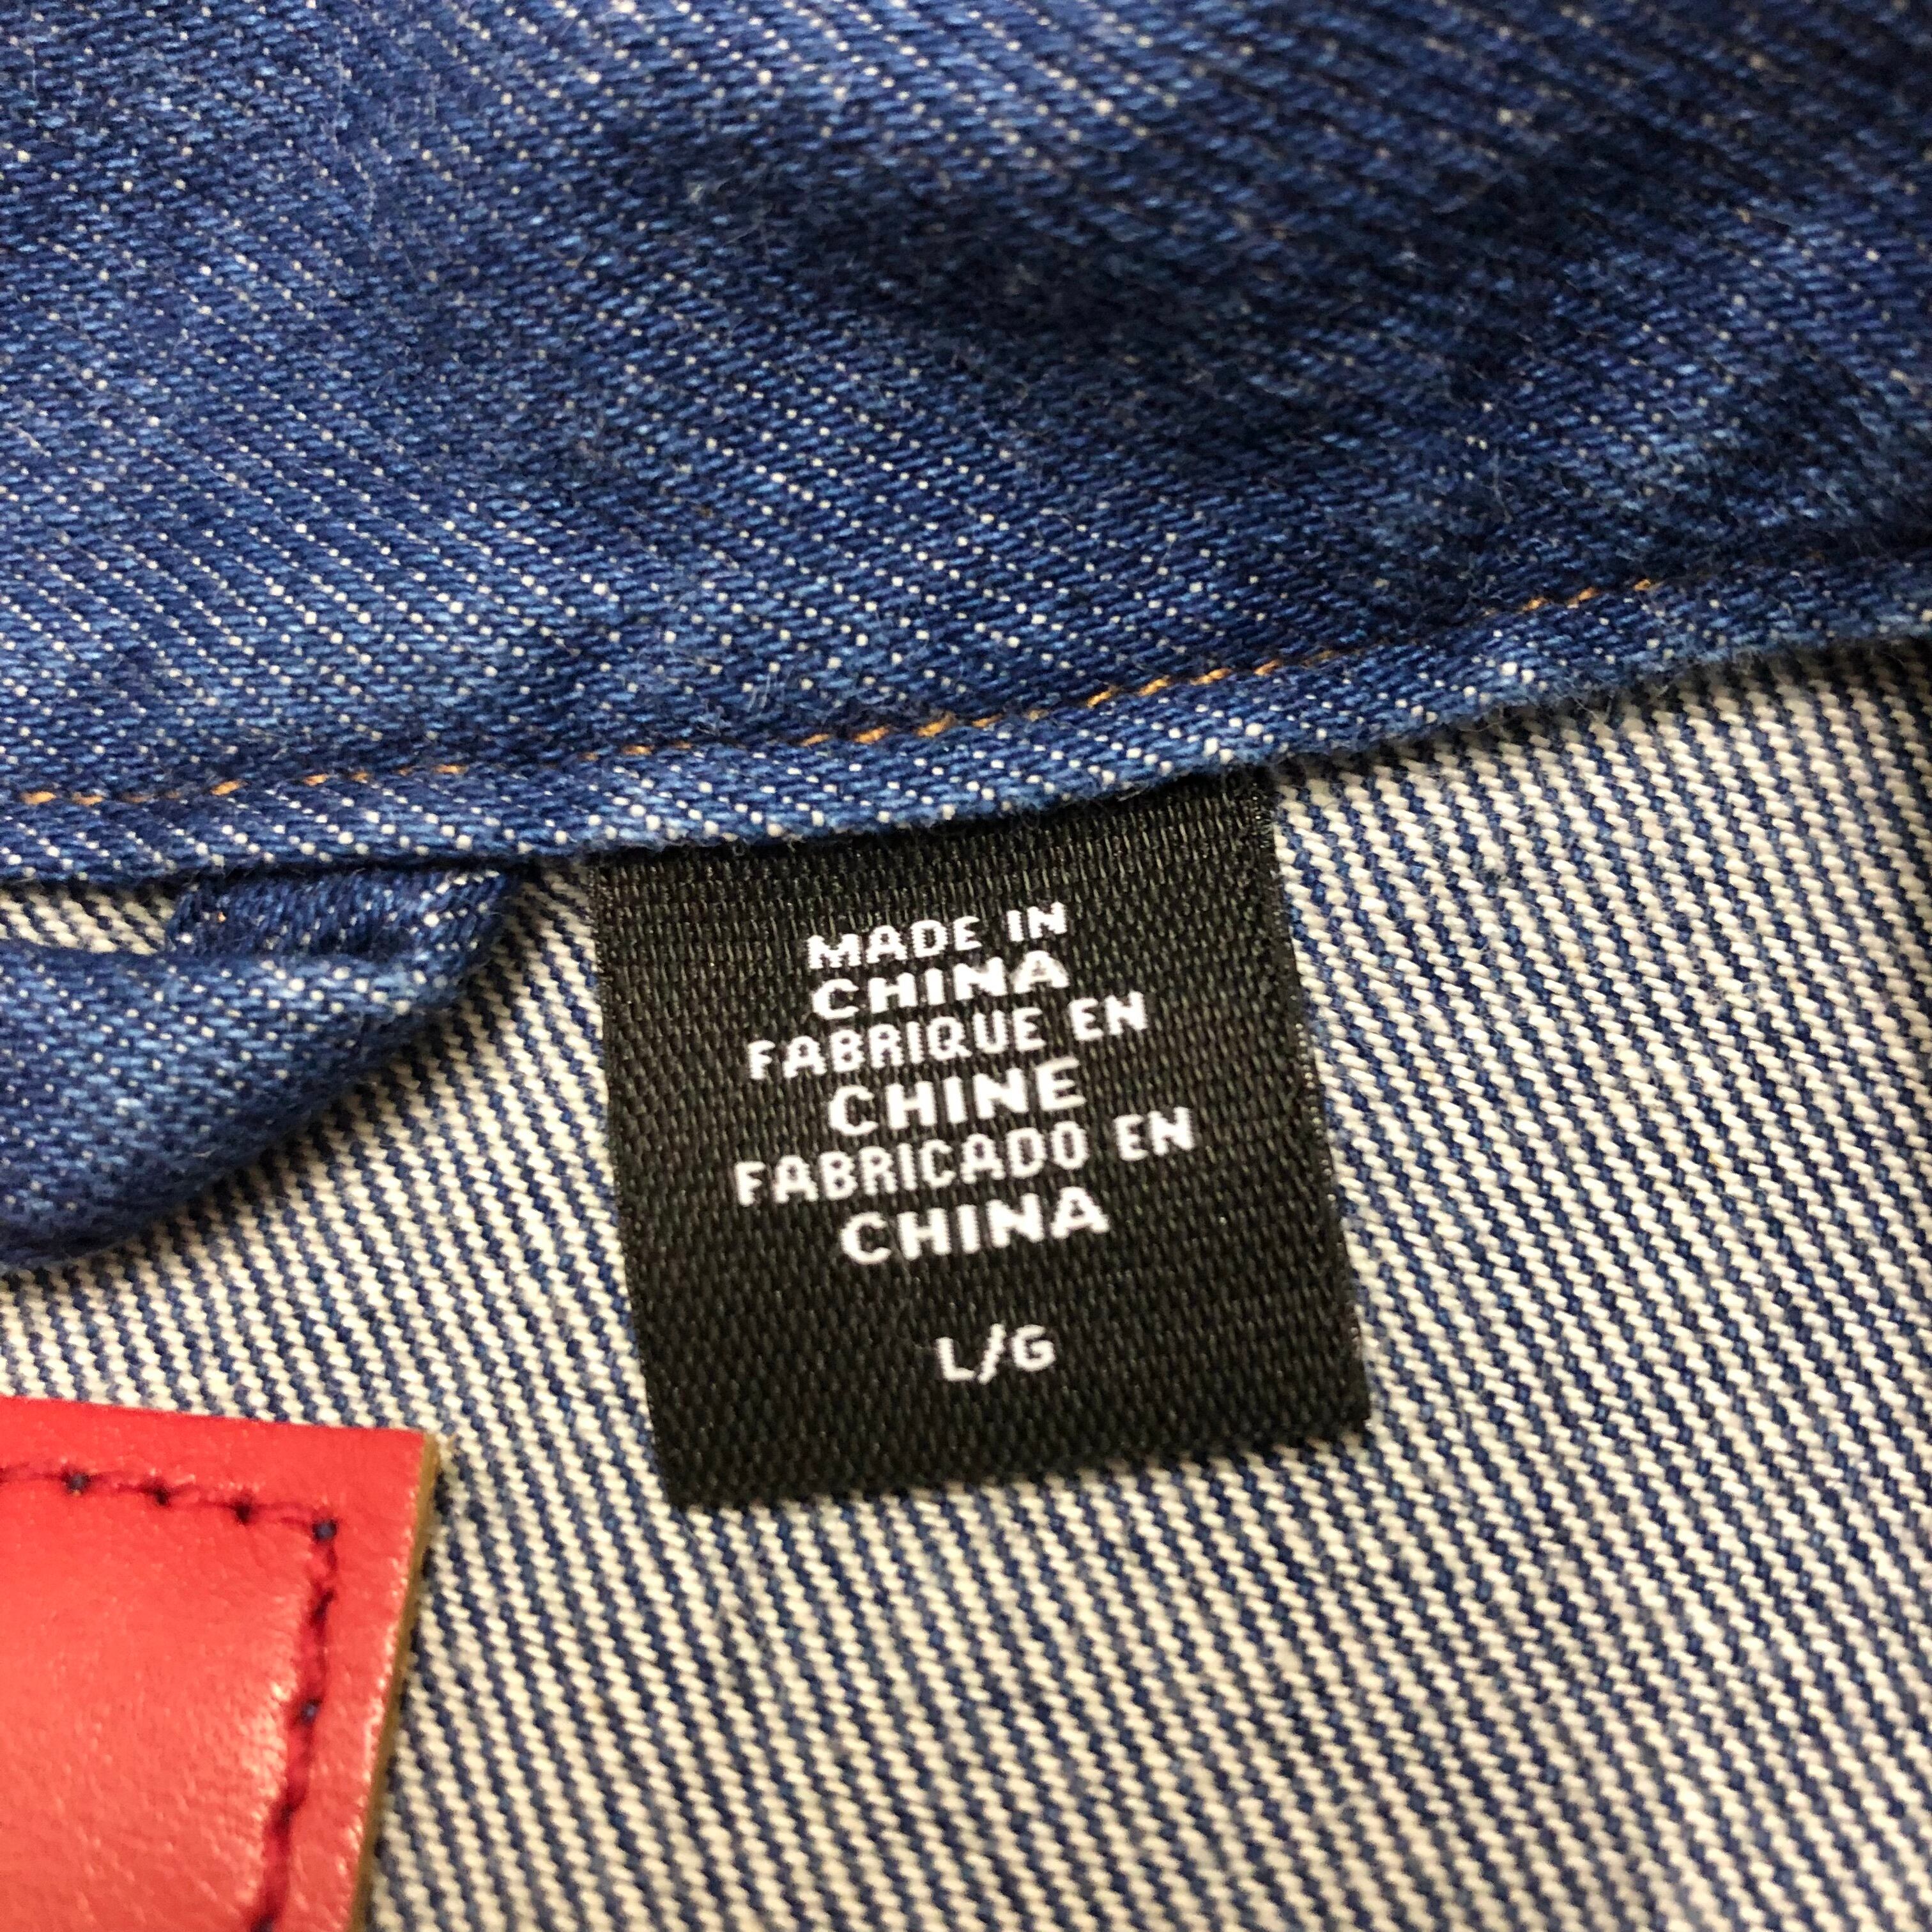 MADE IN
CHINA
FABRIQUE EN
CHINE
FABRICADO EN
CHINA
L/G